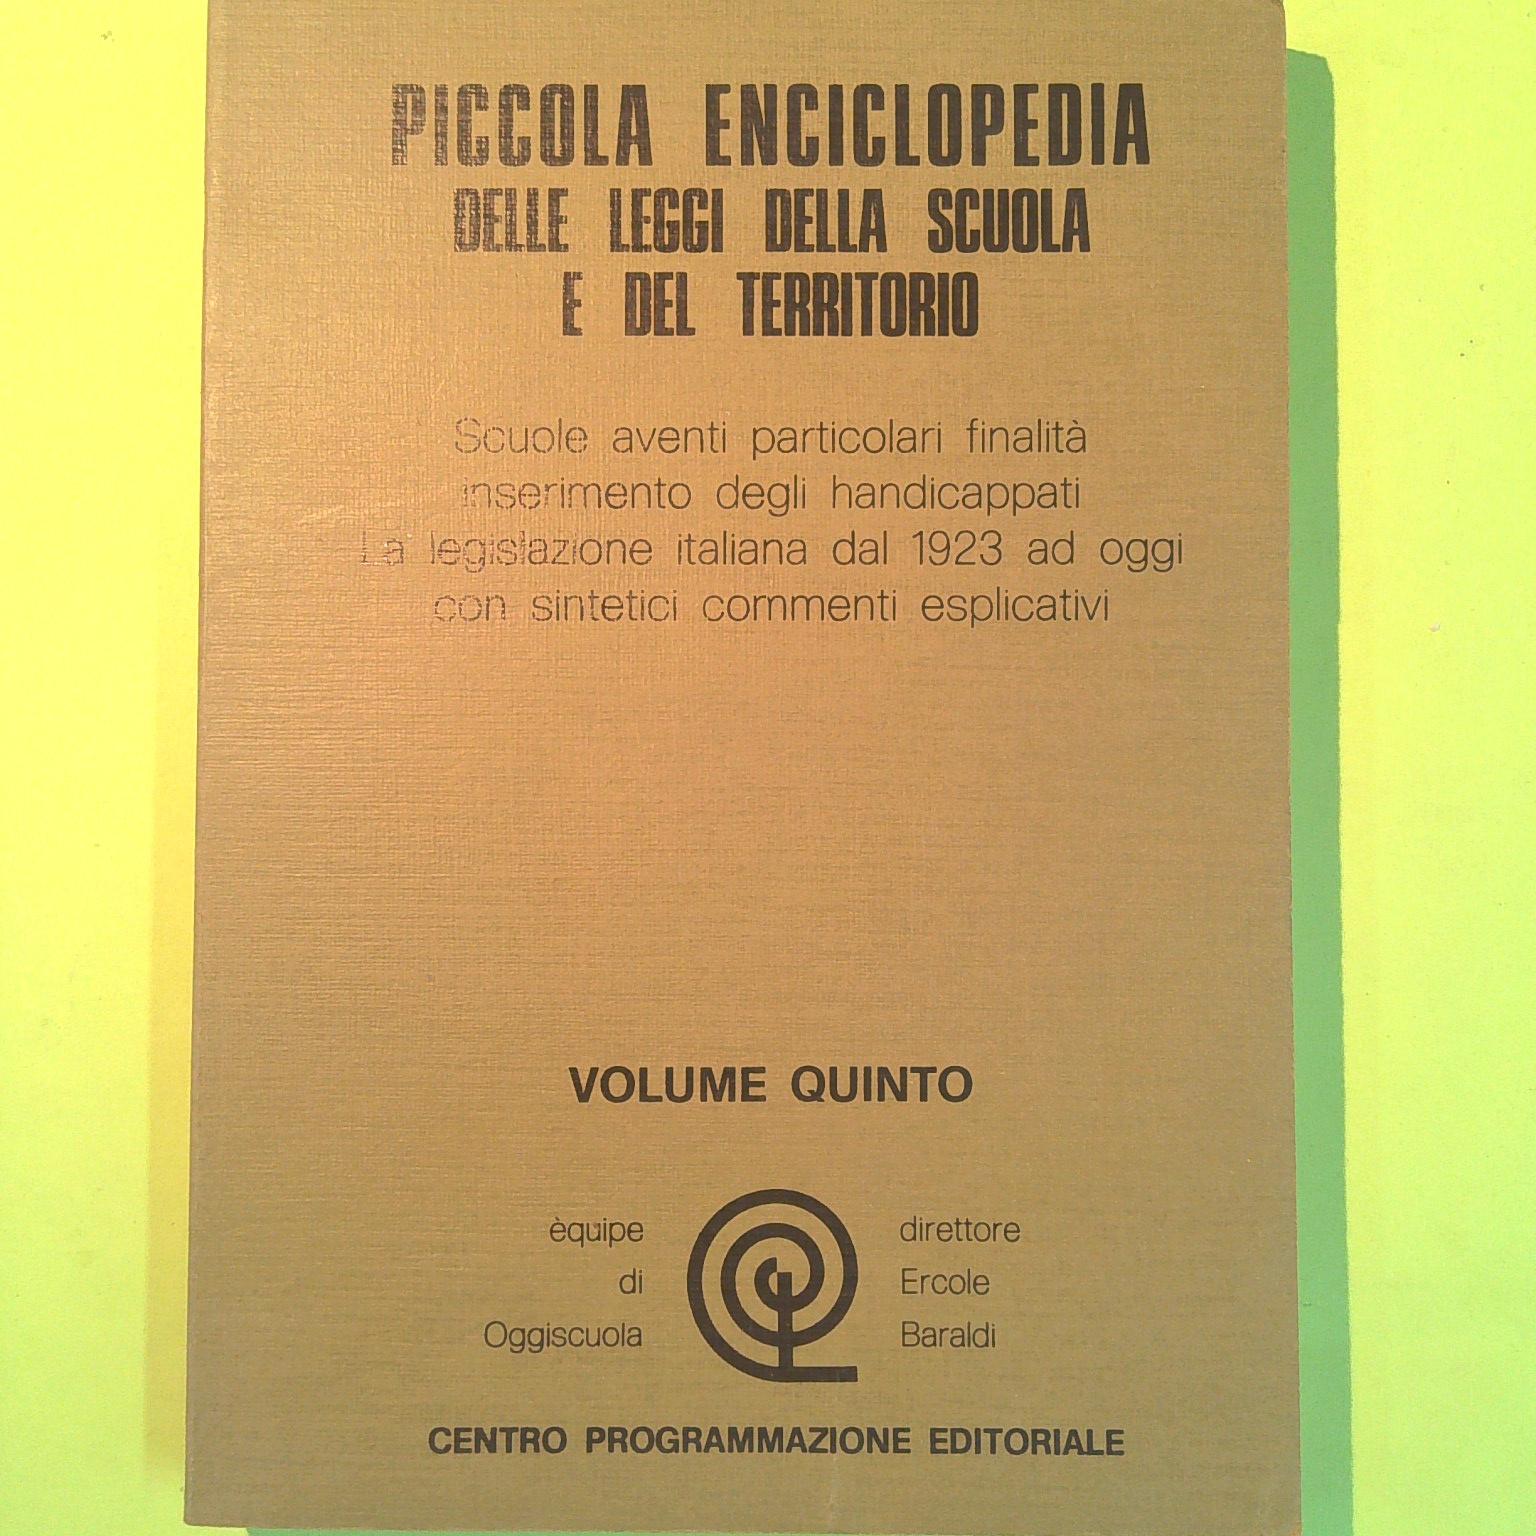 PICCOLA ENCICLOPEDIA
DELLE LEGGI DELLA SCUOLA
E DEL TERRITORIO
Scuole aventi particolari finalità
inserimento degli handicappati
La legislazione italiana dal 1923 ad oggi
con sintetici commenti esplicativi
VOLUME QUINTO
èquipe
di
Oggiscuola
direttore
Ercole
Baraldi
CENTRO PROGRAMMAZIONE EDITORIALE